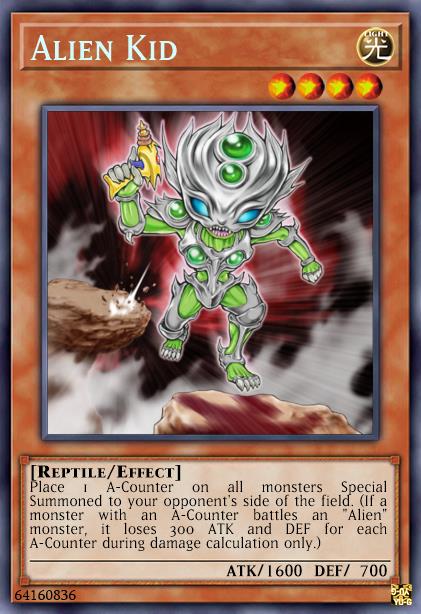 Alien Kid
LIGHT
光
[Reptile/Effect]
Place 1 A-Counter on all monsters Special
Summoned to your opponent's side of the field. (If a
monster with an A-Counter battles an "Alien"
monster, it loses 300 ATK and DEF for each
A-Counter during damage calculation only.)
ATK/1600 DEF/ 700
64160836